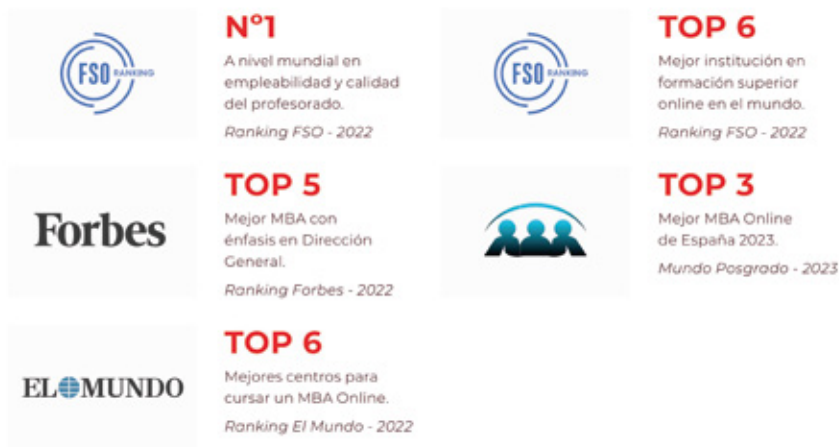 FSO RANKING
Nº1
A nivel mundial en
empleabilidad y calidad
del profesorado.
Ranking FSO - 2022
FSO RANKING
TOP 6
Mejor institución en
formación superior
online en el mundo.
Ranking FSO - 2022
Forbes
TOP 5
Mejor MBA con
énfasis en Dirección
General.
Ranking Forbes - 2022
TOP 3
Mejor MBA Online
de España 2023.
Mundo Posgrado - 2023
EL MUNDO
TOP 6
Mejores centros para
cursar un MBA Online.
Ranking El Mundo - 2022